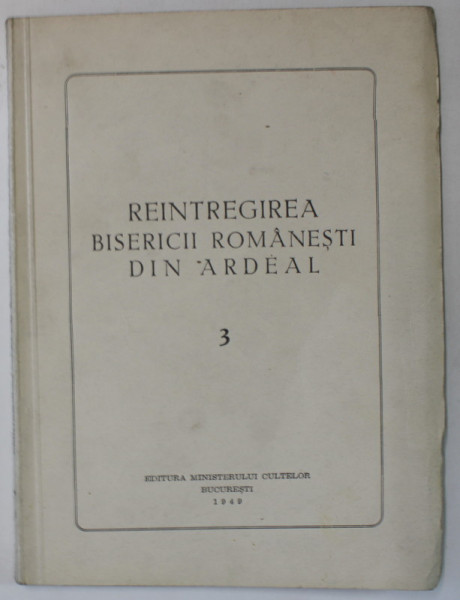 REINTREGIREA
BISERICII ROMÂNEȘTI
DIN ARDEAL
3
EDITURA MINISTERULUI CULTELOR
BUCUREȘTI
1949